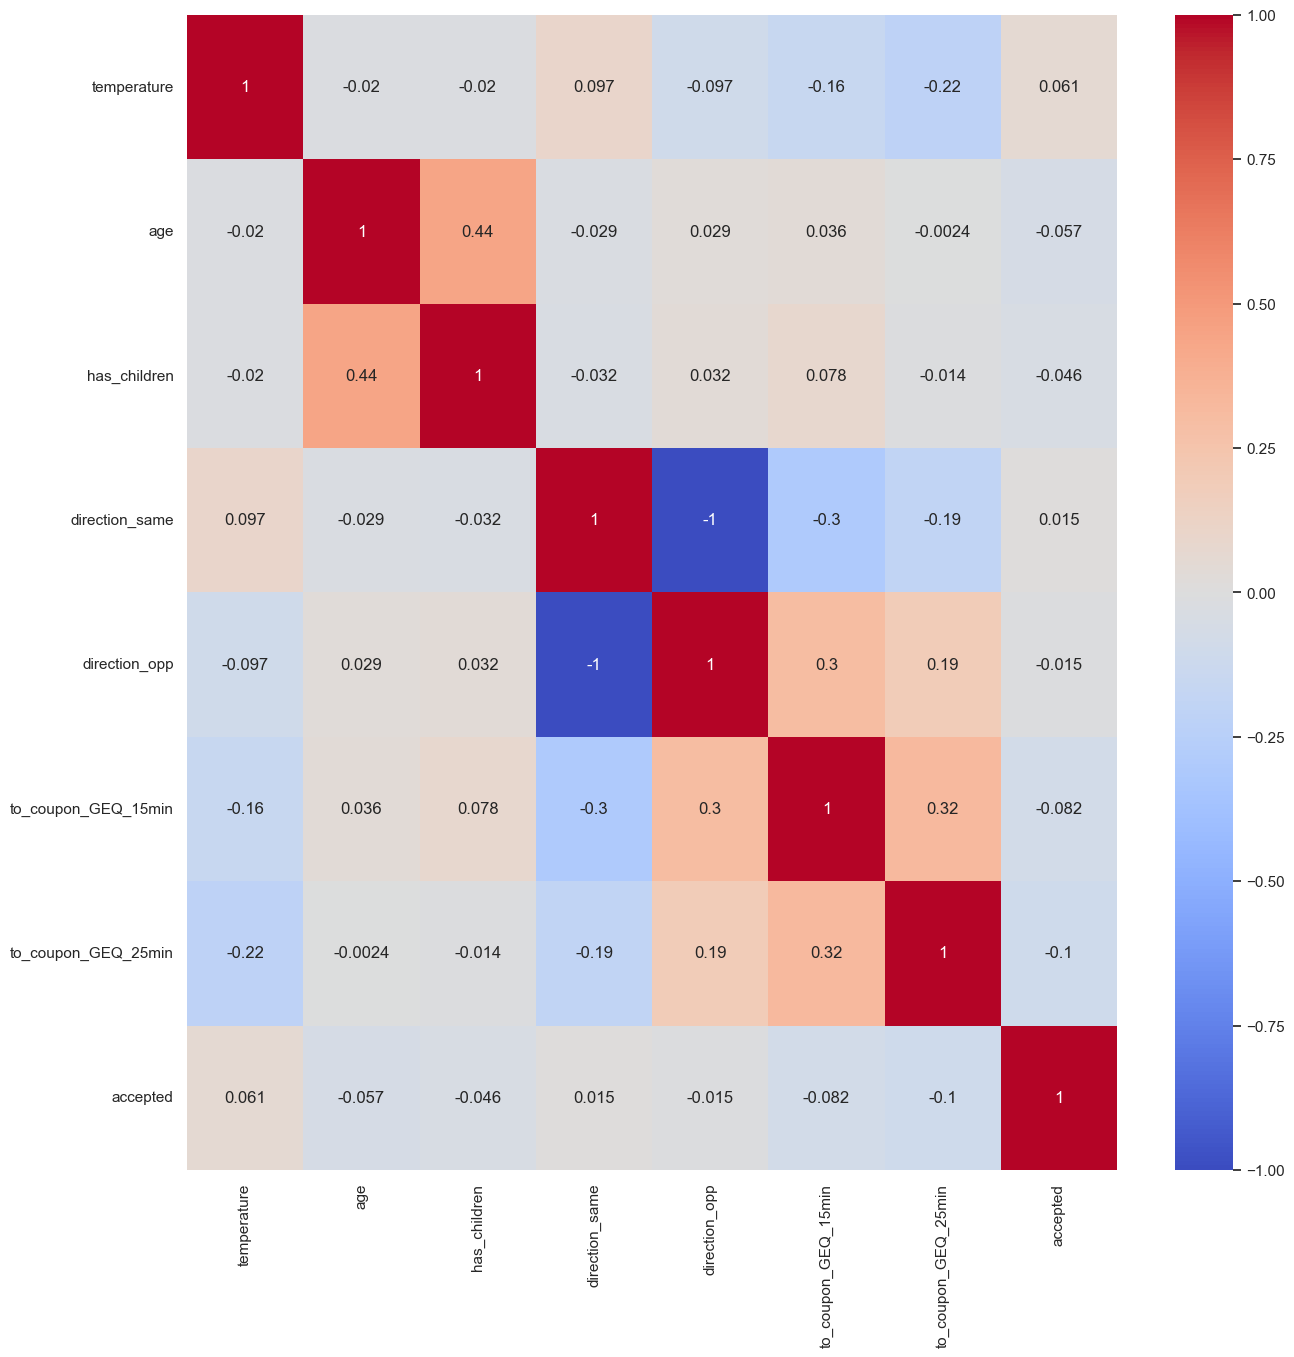 temperature 1 -0.02 -0.02 0.097 -0.097 -0.16 -0.22 0.061
age -0.02 1 0.44 -0.029 0.029 0.036 -0.0024 -0.057
has_children -0.02 0.44 1 -0.032 0.032 0.078 -0.014 -0.046
direction_same 0.097 -0.029 -0.032 1 -1 -0.3 -0.19 0.015
direction_opp -0.097 0.029 0.032 -1 1 0.3 0.19 -0.015
to_coupon_GEQ_15min -0.16 0.036 0.078 -0.3 0.3 1 0.32 -0.082
to_coupon_GEQ_25min -0.22 -0.0024 -0.014 -0.19 0.19 0.32 1 -0.1
accepted 0.061 -0.057 -0.046 0.015 -0.015 -0.082 -0.1 1
temperature
age
has_children
direction_same
direction_opp
to_coupon_GEQ_15min
to_coupon_GEQ_25min
accepted
1.00
0.75
0.50
0.25
0.00
−0.25
−0.50
−0.75
−1.00